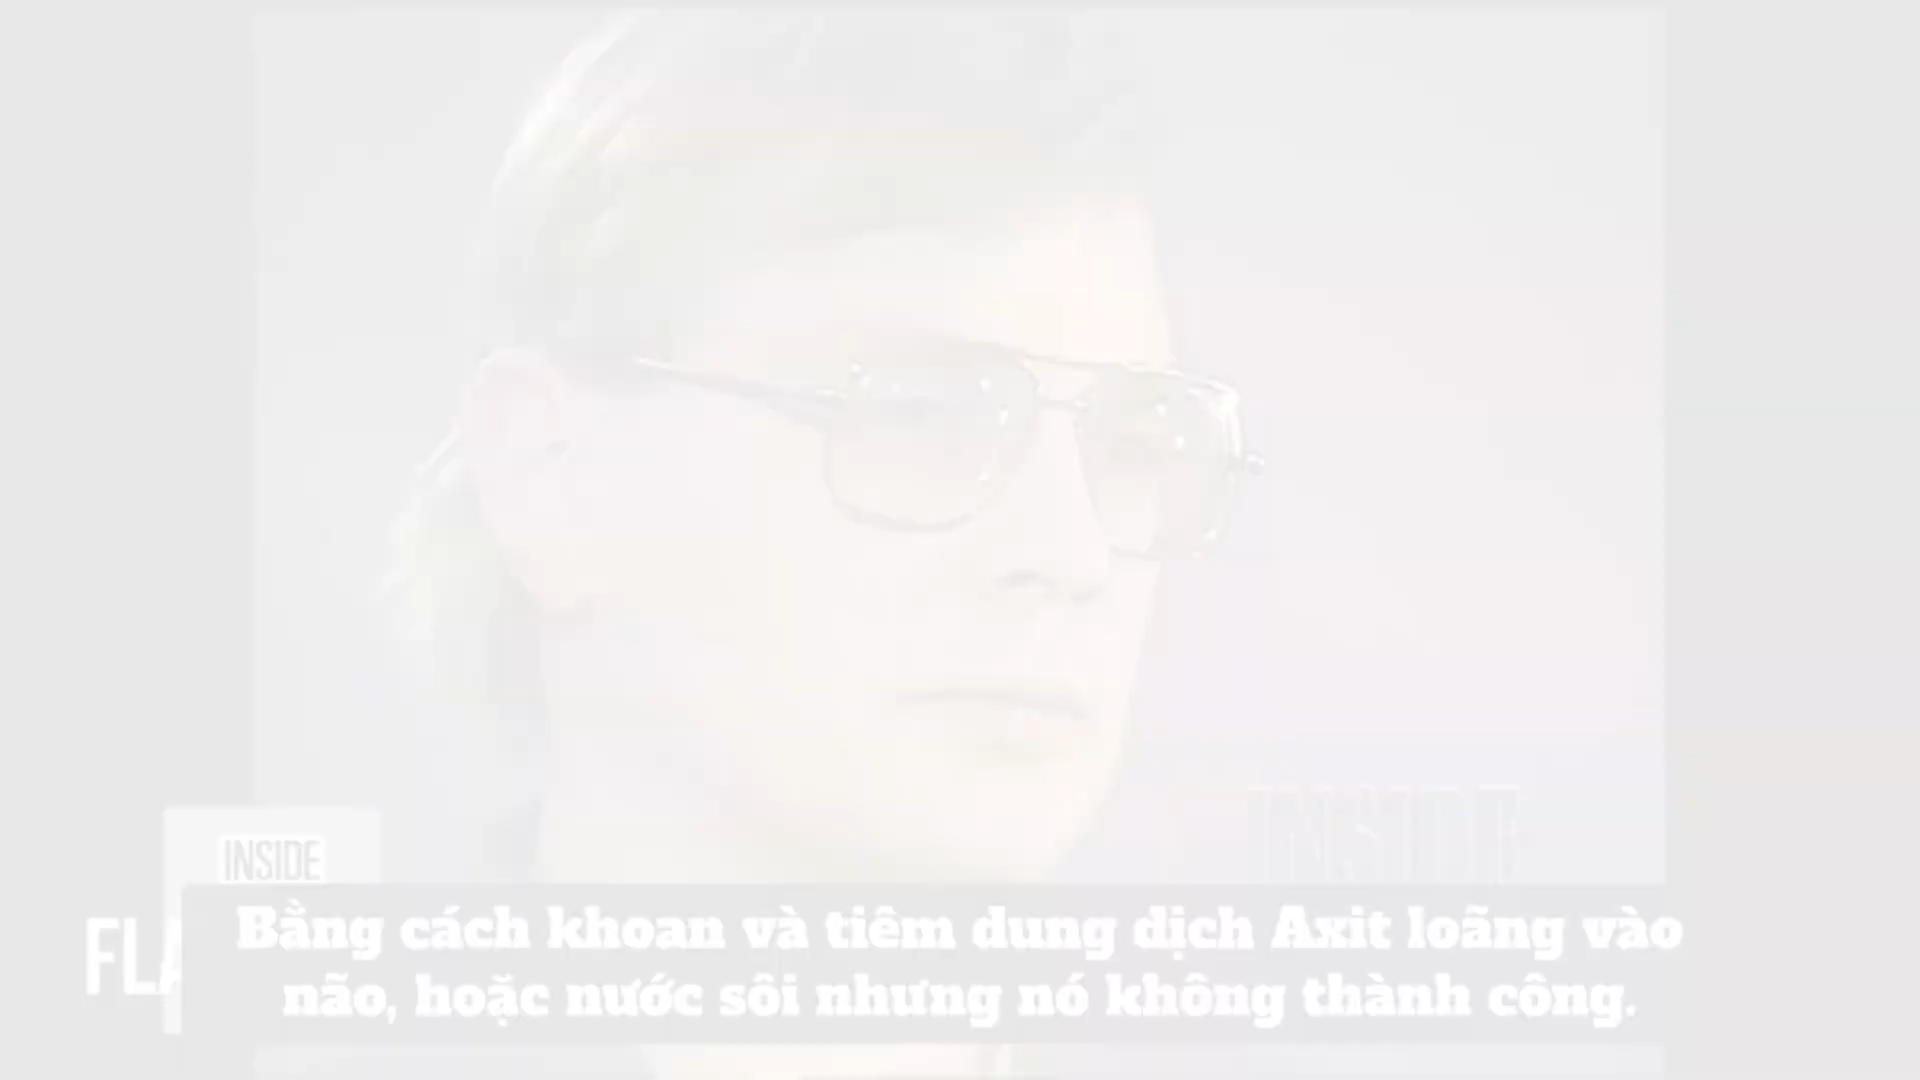 INSIDE
INSIDE
FLA
Bằng cách khoan và tiêm dung dịch Axit loãng vào
não, hoặc nước sôi nhưng nó không thành công.